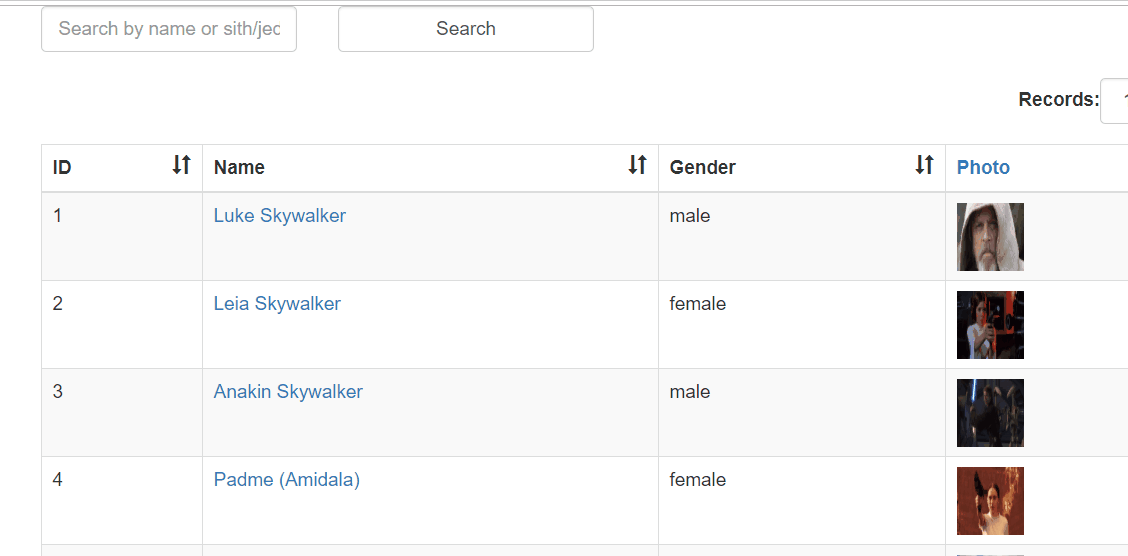 Search by name or sith/jec
Search
Records:
ID Name Gender Photo
1 Luke Skywalker male
2 Leia Skywalker female
3 Anakin Skywalker male
4 Padme (Amidala) female